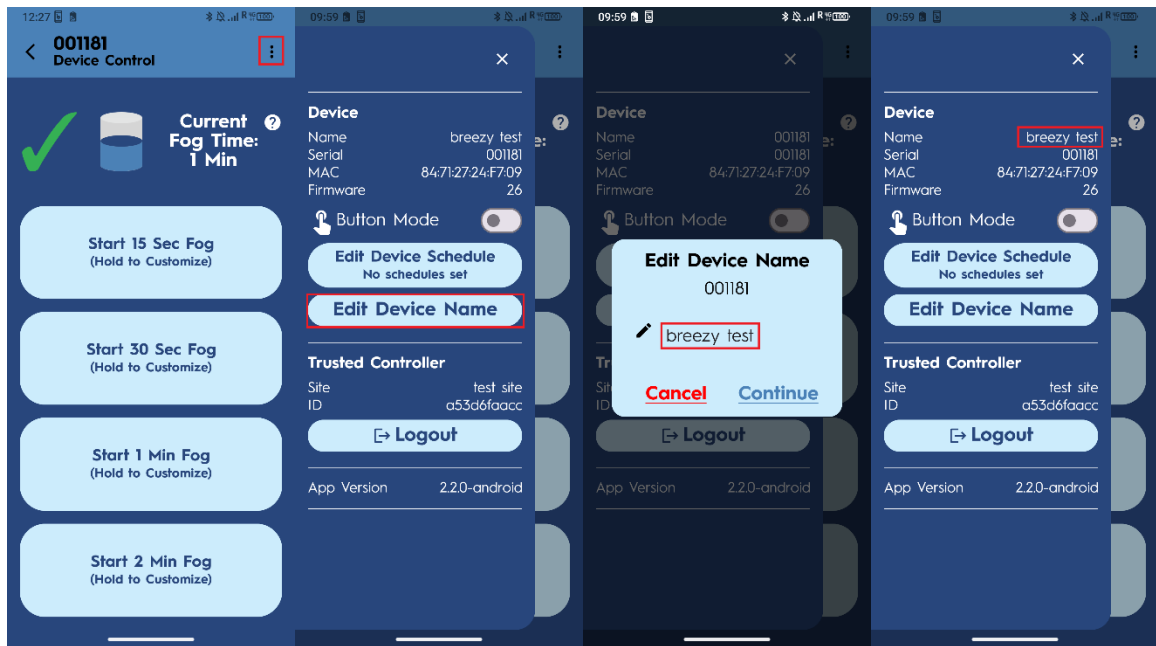 12:27
001181
Device Control
Current
Fog Time:
1 Min
Start 15 Sec Fog
(Hold to Customize)
Start 30 Sec Fog
(Hold to Customize)
Start 1 Min Fog
(Hold to Customize)
Start 2 Min Fog
(Hold to Customize)
09:59
Device
Name breezy test
Serial 001181
MAC 84:71:27:24:F7:09
Firmware 26
Button Mode
Edit Device Schedule
No schedules set
Edit Device Name
Trusted Controller
Site test site
ID a53d6faacc
Logout
App Version 2.2.0-android
09:59
Device
Name 001181
Serial 001181
MAC 84:71:27:24:F7:09
Firmware 26
Button Mode
Edit Device Name
001181
breezy test
Cancel Continue
Logout
App Version 2.2.0-android
09:59
Device
Name breezy test
Serial 001181
MAC 84:71:27:24:F7:09
Firmware 26
Button Mode
Edit Device Schedule
No schedules set
Edit Device Name
Trusted Controller
Site test site
ID a53d6faacc
Logout
App Version 2.2.0-android